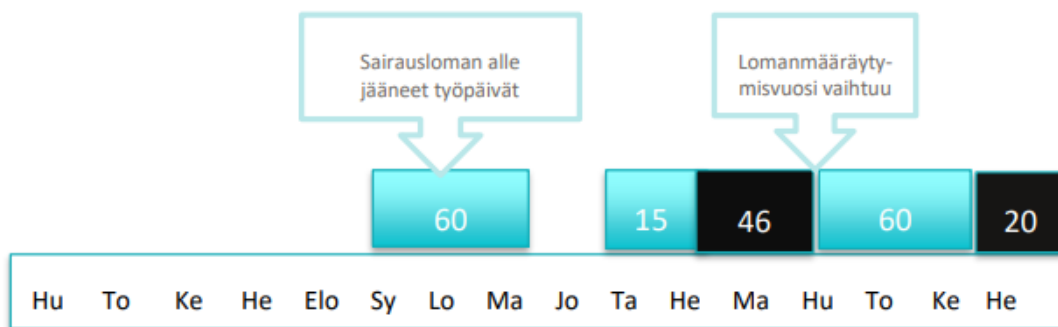 Sairausloman alle
jääneet työpäivät
Lomanmääräyty-
misvuosi vaihtuu
60 15 46 60 20
Hu To Ke He Elo Sy Lo Ma Jo Ta He Ma Hu To Ke He